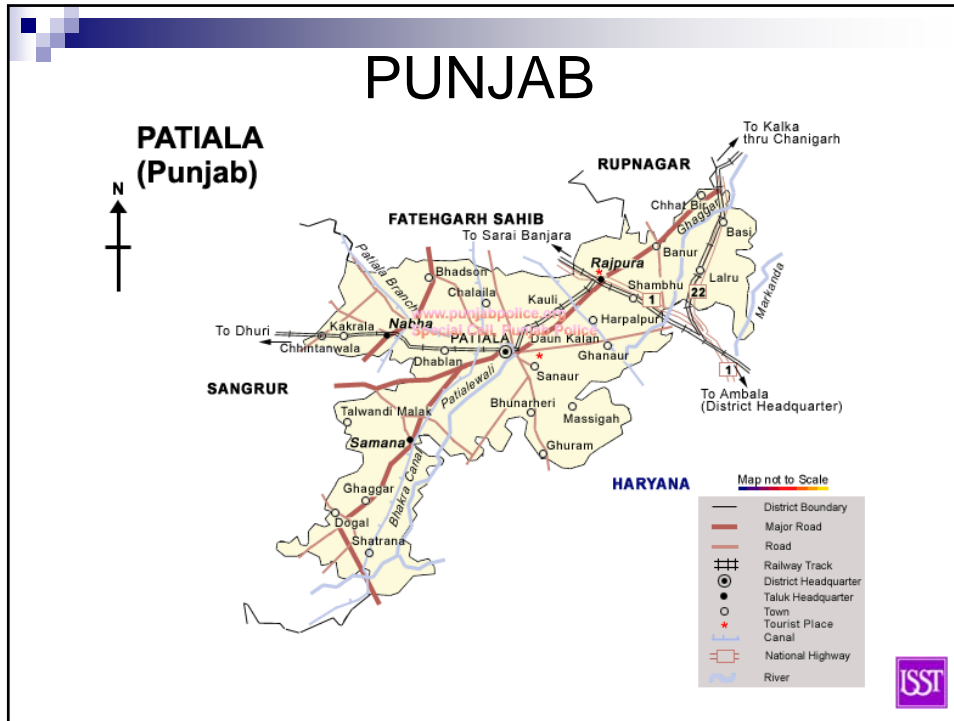 PUNJAB
PATIALA
(Punjab)
N
To Kalka
thru Chanigarh
RUPNAGAR
Chhat Bir
Ghaggar
FATEHGARH SAHIB
To Sarai Banjara
Basi
Banur
Patiala Branch
Rajpura
Bhadson
Lalru
Markanda
Chalaila
Shambhu
22
Kauli
1
www.punjabpolice.org
Harpalpur
To Dhuri
Kakrala
Nabha
Special Cell, Punjab Police
PATIALA
Daun Kalan
Chhintanwala
Dhablan
Ghanaur
1
Sanaur
SANGRUR
Patialewali
To Ambala
(District Headquarter)
Talwandi Malak
Bhunarheri
Massigah
Samana
Ghuram
Bhakra Canal
HARYANA
Map not to Scale
Ghaggar
Dogal
Shatrana
District Boundary
Major Road
Road
Railway Track
District Headquarter
Taluk Headquarter
Town
Tourist Place
Canal
National Highway
River
ISST